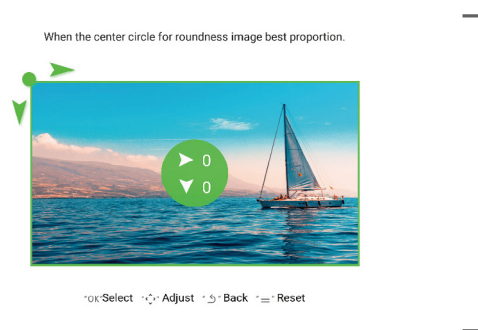 When the center circle for roundness image best proportion.
0
0
"OK"Select Adjust Back Reset